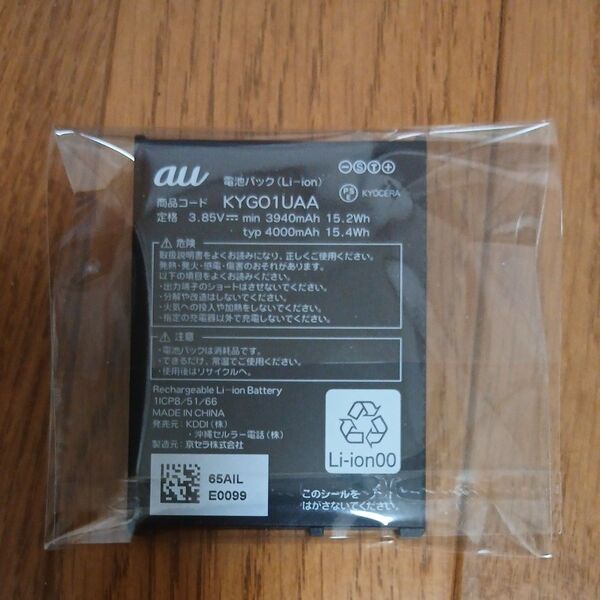 au
電池パック(Li-ion)
⊖ⓈⓉ⊕
商品コード KYG01UAA
PS E KYOCERA
定格 3.85V⎓ min 3940mAh 15.2Wh
typ 4000mAh 15.4Wh
⚠ 危険
取扱説明書をよくお読みになり、正しくご使用ください。
発熱・発火・感電・傷害のおそれがあります。
以下の項目をよくお読みください。
・出力端子のショートはさせないでください。
・分解や改造はしないでください。
・火気への投入や加熱をしないでください。
・指定の充電器以外で充電しないでください。
⚠ 注意
・電池パックは消耗品です。
・できるだけ、常温でご使用ください。
・使用後はリサイクルへ。
Rechargeable Li-ion Battery
1ICP8/51/66
MADE IN CHINA
発売元: KDDI(株)
・沖縄セルラー電話(株)
製造元: 京セラ株式会社
Li-ion00
65AIL
E0099
このシールを
はがさないでください。